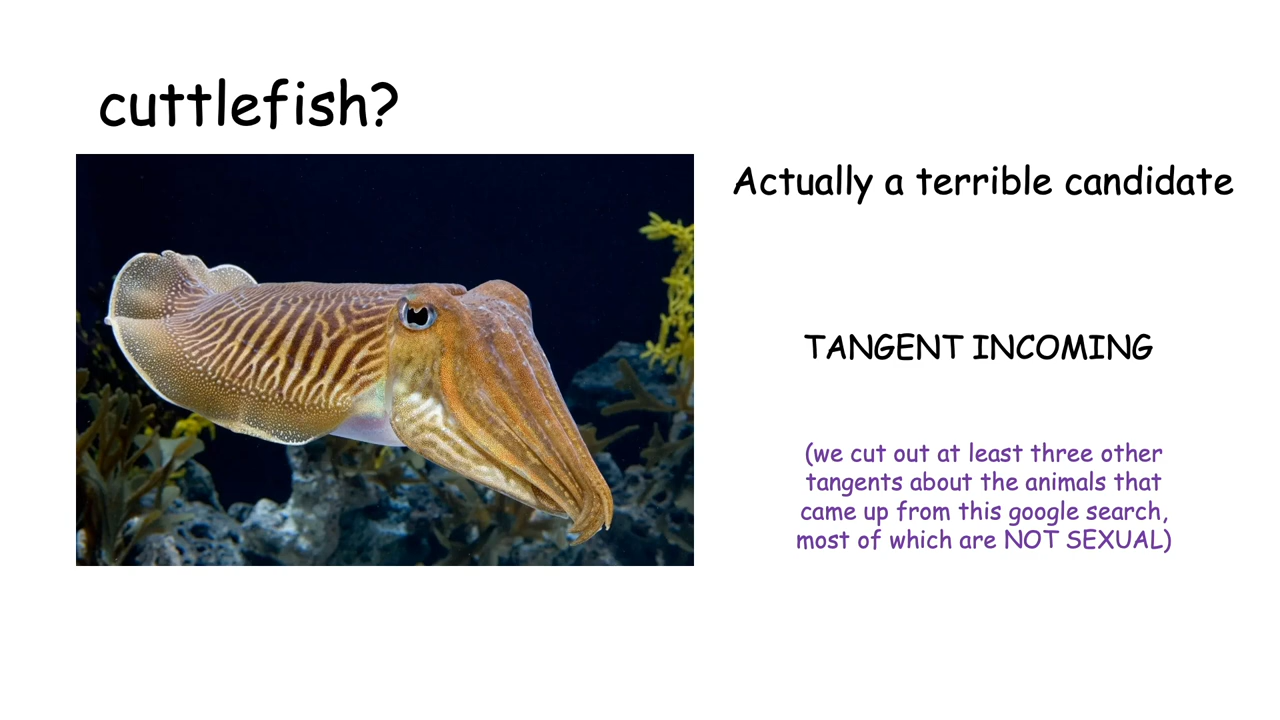 cuttlefish?
Actually a terrible candidate
TANGENT INCOMING
(we cut out at least three other
tangents about the animals that
came up from this google search,
most of which are NOT SEXUAL)